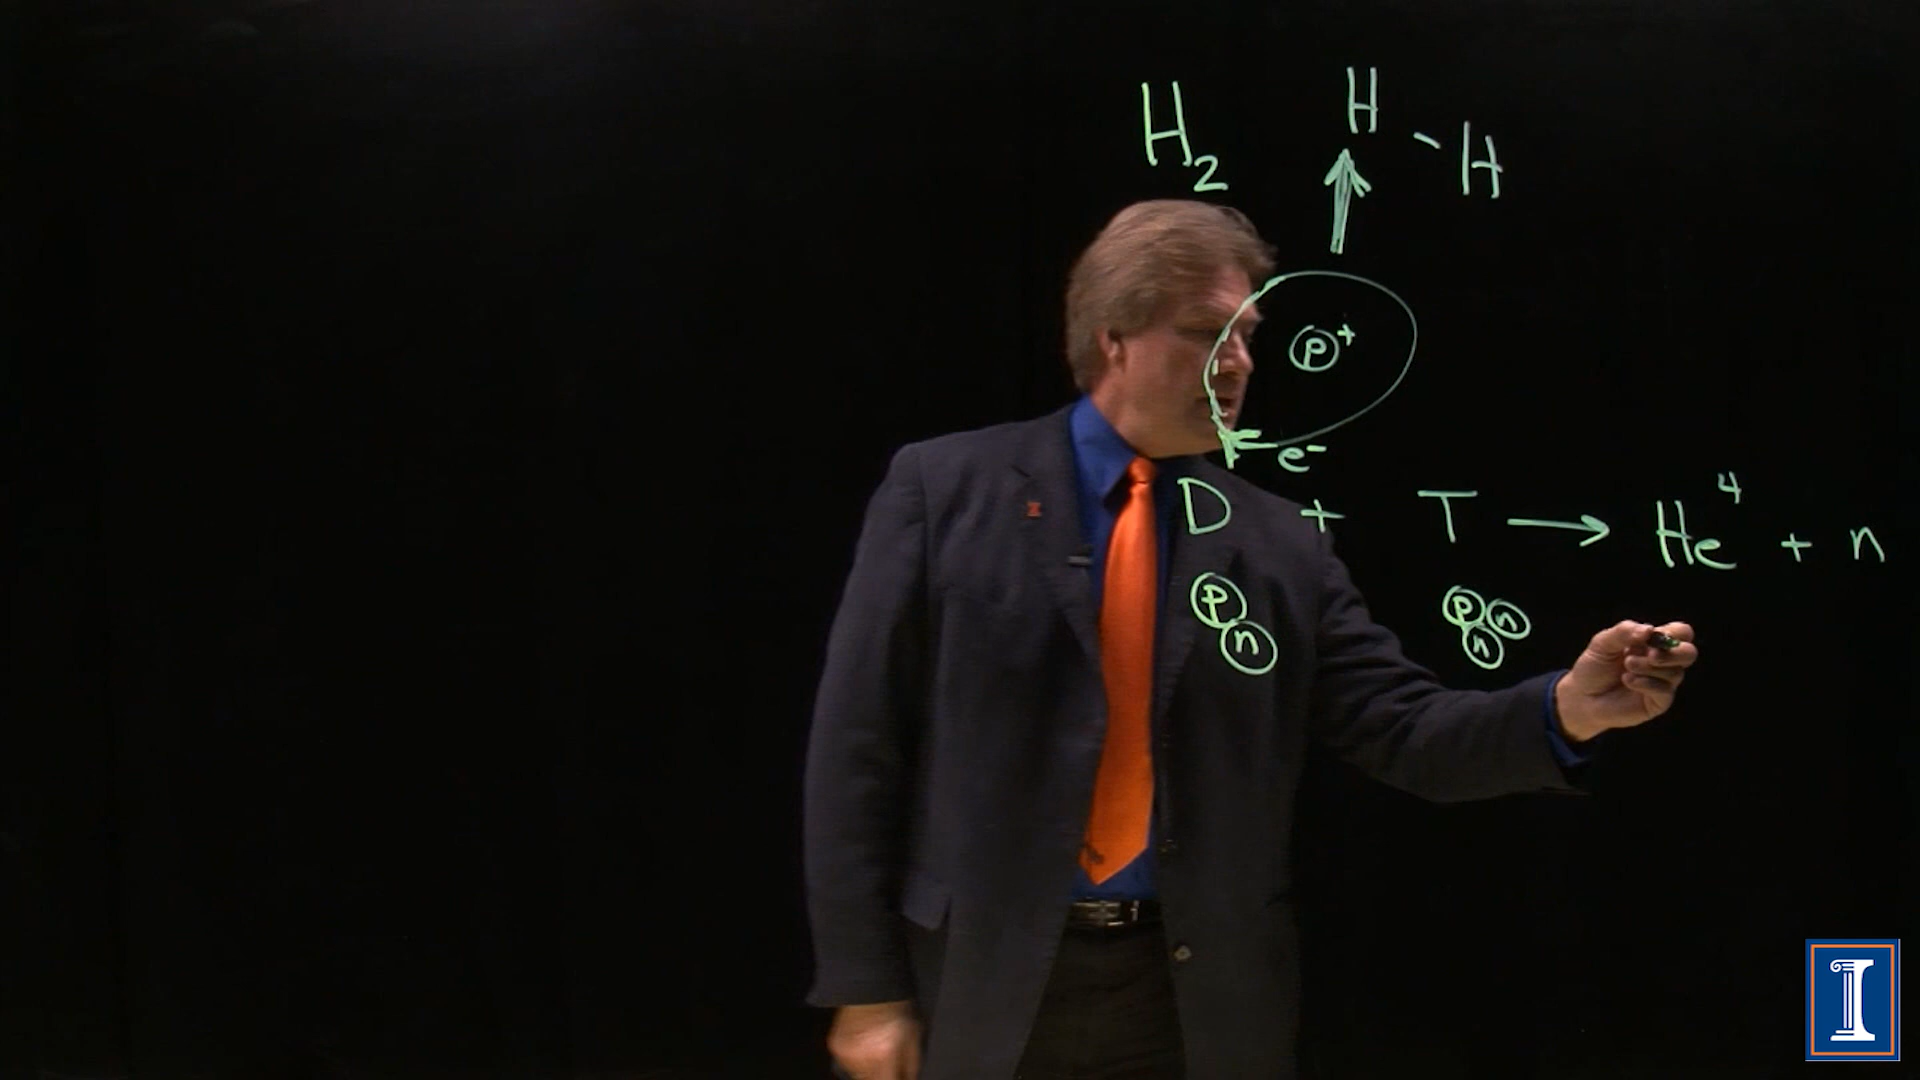 H₂ H - H
p⁺
e⁻
D + T → He⁴ + n
p n p n n
I